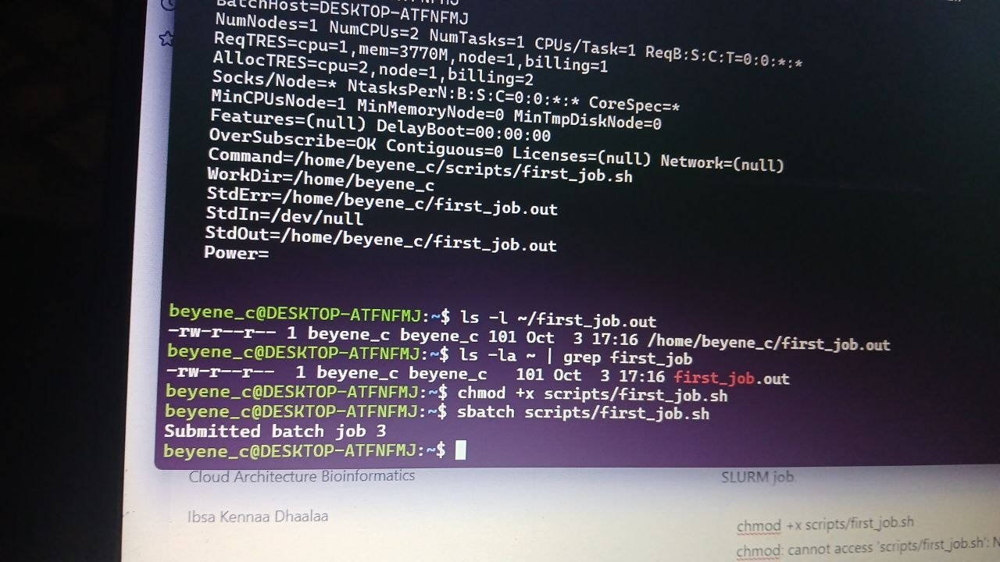 BatchHost=DESKTOP-ATFNFMJ
NumNodes=1 NumCPUs=2 NumTasks=1 CPUs/Task=1 ReqB:S:C:T=0:0:*:*
ReqTRES=cpu=1,mem=3770M,node=1,billing=1
AllocTRES=cpu=2,node=1,billing=2
Socks/Node=* NtasksPerN:B:S:C=0:0:*:* CoreSpec=*
MinCPUsNode=1 MinMemoryNode=0 MinTmpDiskNode=0
Features=(null) DelayBoot=00:00:00
OverSubscribe=OK Contiguous=0 Licenses=(null) Network=(null)
Command=/home/beyene_c/scripts/first_job.sh
WorkDir=/home/beyene_c
StdErr=/home/beyene_c/first_job.out
StdIn=/dev/null
StdOut=/home/beyene_c/first_job.out
Power=
beyene_c@DESKTOP-ATFNFMJ:~$ ls -l ~/first_job.out
-rw-r--r-- 1 beyene_c beyene_c 101 Oct  3 17:16 /home/beyene_c/first_job.out
beyene_c@DESKTOP-ATFNFMJ:~$ ls -la ~ | grep first_job
-rw-r--r--  1 beyene_c beyene_c   101 Oct  3 17:16 first_job.out
beyene_c@DESKTOP-ATFNFMJ:~$ chmod +x scripts/first_job.sh
beyene_c@DESKTOP-ATFNFMJ:~$ sbatch scripts/first_job.sh
Submitted batch job 3
beyene_c@DESKTOP-ATFNFMJ:~$
Cloud Architecture Bioinformatics
SLURM job.
Ibsa Kennaa Dhaalaa
chmod +x scripts/first_job.sh
chmod: cannot access 'scripts/first_job.sh': N